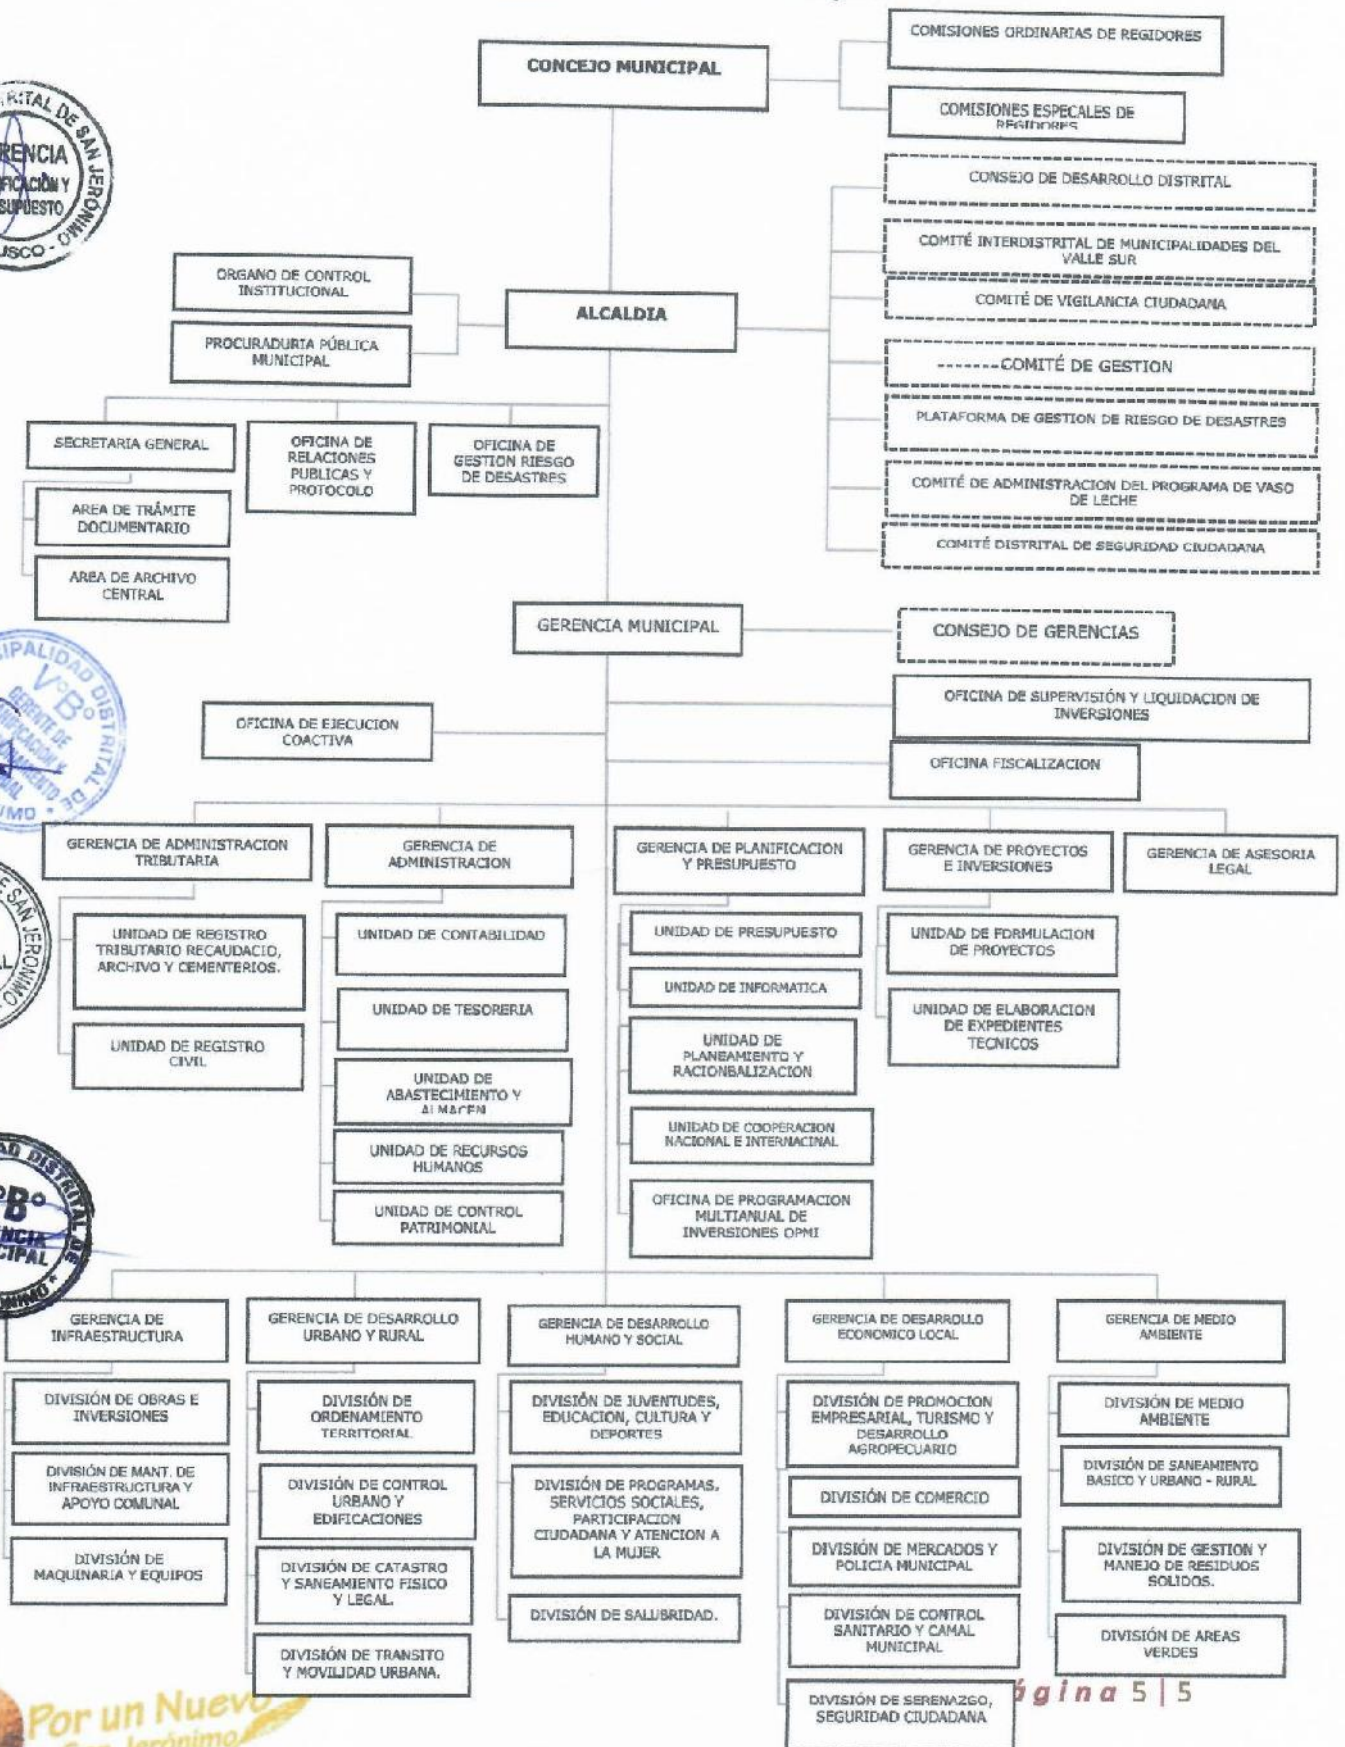 CONCEJO MUNICIPAL
COMISIONES ORDINARIAS DE REGIDORES
COMISIONES ESPECALES DE
REGIDORES
CONSEJO DE DESARROLLO DISTRITAL
COMITÉ INTERDISTRITAL DE MUNICIPALIDADES DEL
VALLE SUR
COMITÉ DE VIGILANCIA CIUDADANA
COMITÉ DE GESTION
PLATAFORMA DE GESTION DE RIESGO DE DESASTRES
COMITÉ DE ADMINISTRACION DEL PROGRAMA DE VASO
DE LECHE
COMITÉ DISTRITAL DE SEGURIDAD CIUDADANA
ORGANO DE CONTROL
INSTITUCIONAL
PROCURADURIA PÚBLICA
MUNICIPAL
ALCALDIA
SECRETARIA GENERAL
AREA DE TRÁMITE
DOCUMENTARIO
AREA DE ARCHIVO
CENTRAL
OFICINA DE
RELACIONES
PUBLICAS Y
PROTOCOLO
OFICINA DE
GESTION RIESGO
DE DESASTRES
GERENCIA MUNICIPAL
CONSEJO DE GERENCIAS
OFICINA DE SUPERVISIÓN Y LIQUIDACION DE
INVERSIONES
OFICINA DE EJECUCION
COACTIVA
OFICINA FISCALIZACION
GERENCIA DE ADMINISTRACION
TRIBUTARIA
UNIDAD DE REGISTRO
TRIBUTARIO RECAUDACIO,
ARCHIVO Y CEMENTERIOS.
UNIDAD DE REGISTRO
CIVIL
GERENCIA DE
ADMINISTRACION
UNIDAD DE CONTABILIDAD
UNIDAD DE TESORERIA
UNIDAD DE
ABASTECIMIENTO Y
ALMACEN
UNIDAD DE RECURSOS
HUMANOS
UNIDAD DE CONTROL
PATRIMONIAL
GERENCIA DE PLANIFICACION
Y PRESUPUESTO
UNIDAD DE PRESUPUESTO
UNIDAD DE INFORMATICA
UNIDAD DE
PLANEAMIENTO Y
RACIONBALIZACION
UNIDAD DE COOPERACION
NACIONAL E INTERNACINAL
OFICINA DE PROGRAMACION
MULTIANUAL DE
INVERSIONES OPMI
GERENCIA DE PROYECTOS
E INVERSIONES
UNIDAD DE FORMULACION
DE PROYECTOS
UNIDAD DE ELABORACION
DE EXPEDIENTES
TECNICOS
GERENCIA DE ASESORIA
LEGAL
GERENCIA DE
INFRAESTRUCTURA
DIVISIÓN DE OBRAS E
INVERSIONES
DIVISIÓN DE MANT. DE
INFRAESTRUCTURA Y
APOYO COMUNAL
DIVISIÓN DE
MAQUINARIA Y EQUIPOS
GERENCIA DE DESARROLLO
URBANO Y RURAL
DIVISIÓN DE
ORDENAMIENTO
TERRITORIAL
DIVISIÓN DE CONTROL
URBANO Y
EDIFICACIONES
DIVISIÓN DE CATASTRO
Y SANEAMIENTO FISICO
Y LEGAL.
DIVISIÓN DE TRANSITO
Y MOVILIDAD URBANA.
GERENCIA DE DESARROLLO
HUMANO Y SOCIAL
DIVISIÓN DE JUVENTUDES,
EDUCACION, CULTURA Y
DEPORTES
DIVISIÓN DE PROGRAMAS,
SERVICIOS SOCIALES,
PARTICIPACION
CIUDADANA Y ATENCION A
LA MUJER
DIVISIÓN DE SALUBRIDAD.
GERENCIA DE DESARROLLO
ECONOMICO LOCAL
DIVISIÓN DE PROMOCION
EMPRESARIAL, TURISMO Y
DESARROLLO
AGROPECUARIO
DIVISIÓN DE COMERCIO
DIVISIÓN DE MERCADOS Y
POLICIA MUNICIPAL
DIVISIÓN DE CONTROL
SANITARIO Y CAMAL
MUNICIPAL
DIVISIÓN DE SERENAZGO,
SEGURIDAD CIUDADANA
GERENCIA DE MEDIO
AMBIENTE
DIVISIÓN DE MEDIO
AMBIENTE
DIVISIÓN DE SANEAMIENTO
BASICO Y URBANO - RURAL
DIVISIÓN DE GESTION Y
MANEJO DE RESIDUOS
SOLIDOS.
DIVISIÓN DE AREAS
VERDES
Por un Nuevo
San Jerónimo
ágina 5 | 5